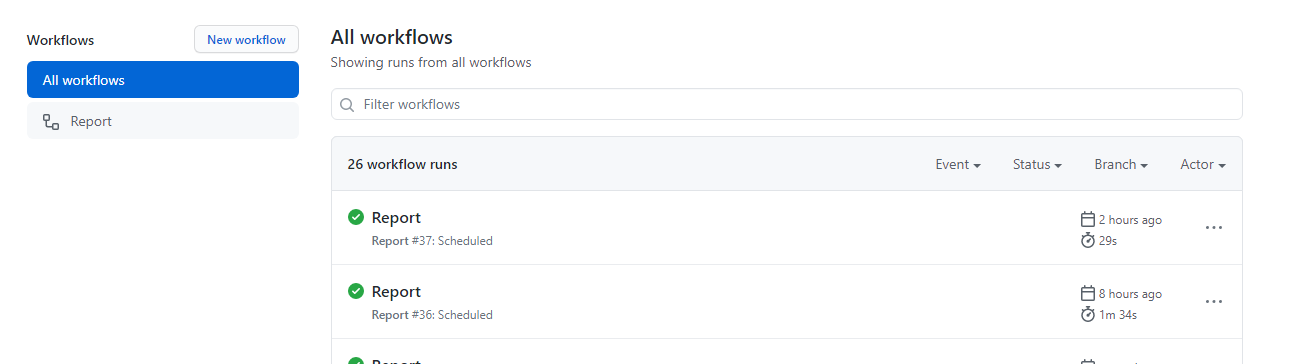 Workflows
New workflow
All workflows
Report
All workflows
Showing runs from all workflows
Filter workflows
26 workflow runs
Event
Status
Branch
Actor
Report
Report #37: Scheduled
2 hours ago
29s
Report
Report #36: Scheduled
8 hours ago
1m 34s
Report